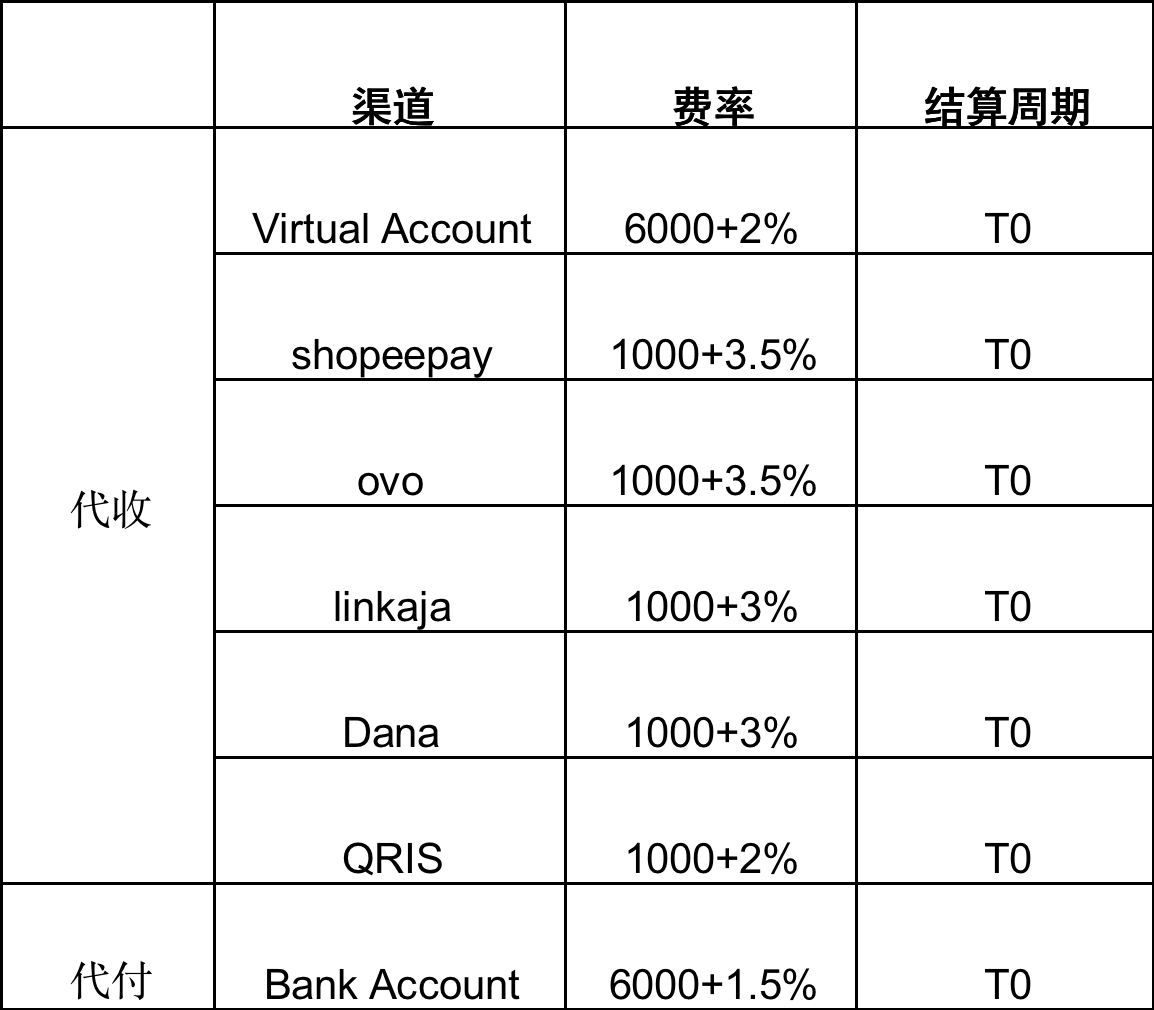 渠道 费率 结算周期
Virtual Account 6000+2% T0
shopeepay 1000+3.5% T0
ovo 1000+3.5% T0
代收
linkaja 1000+3% T0
Dana 1000+3% T0
QRIS 1000+2% T0
代付 Bank Account 6000+1.5% T0